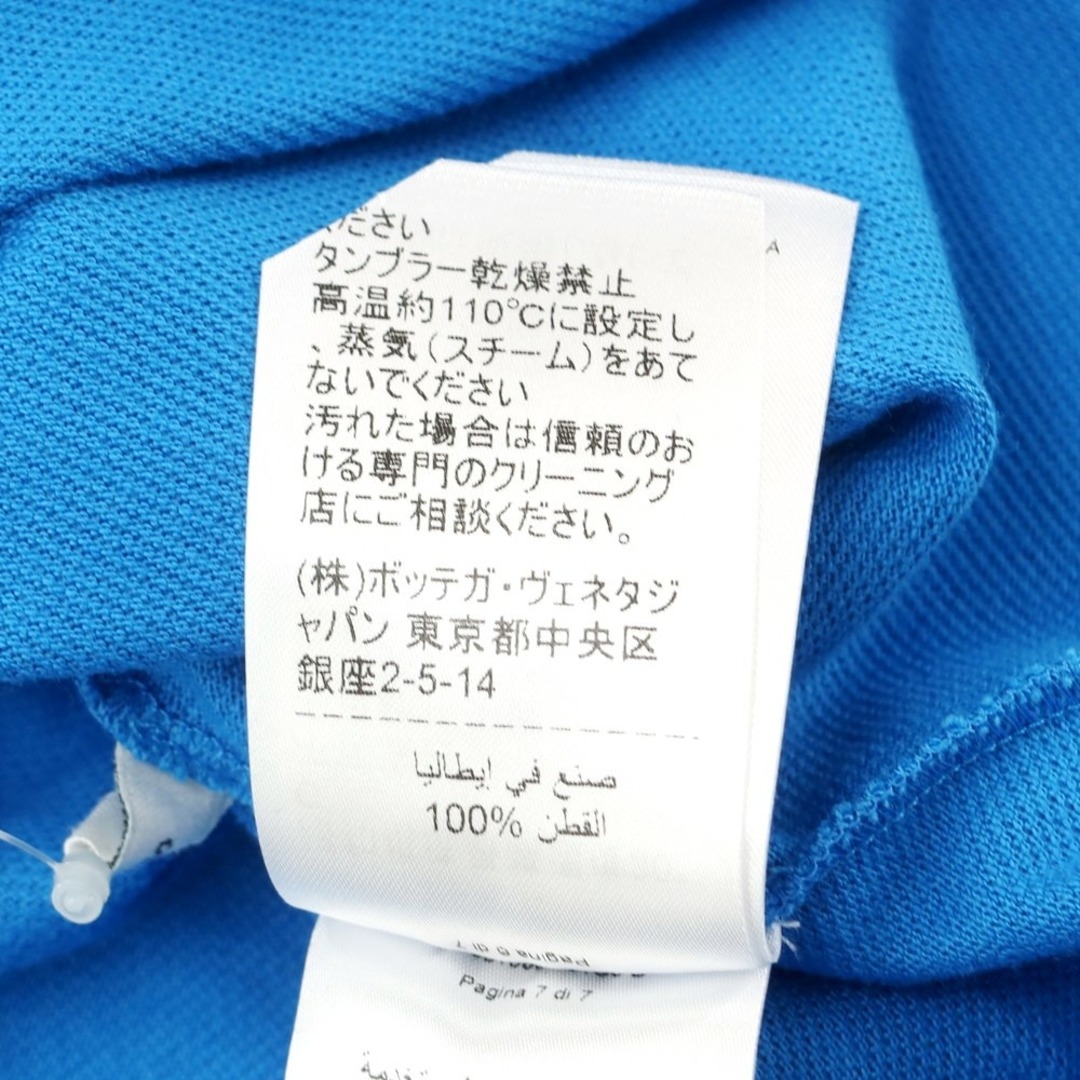 ください
タンブラー乾燥禁止
高温約110℃に設定し
、蒸気(スチーム)をあて
ないでください
汚れた場合は信頼のお
ける専門のクリーニング
店にご相談ください。
(株)ボッテガ・ヴェネタジ
ャパン 東京都中央区
銀座2-5-14
صنع في إيطاليا
100% القطن
Pagina 6 di 7
Pagina 7 di 7
A